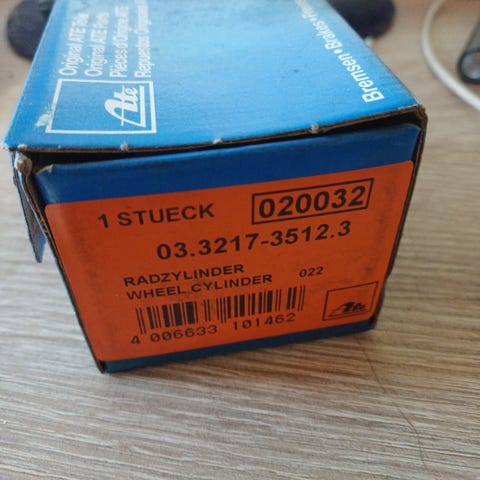 Original ATE Teile
Original ATE Parts
Pièces d'Origine ATE
Repuestos Originales
Ate
Bremsen • Brakes •
1 STUECK 020032
03.3217-3512.3
RADZYLINDER
WHEEL CYLINDER 022
4 006633 101462
Ate